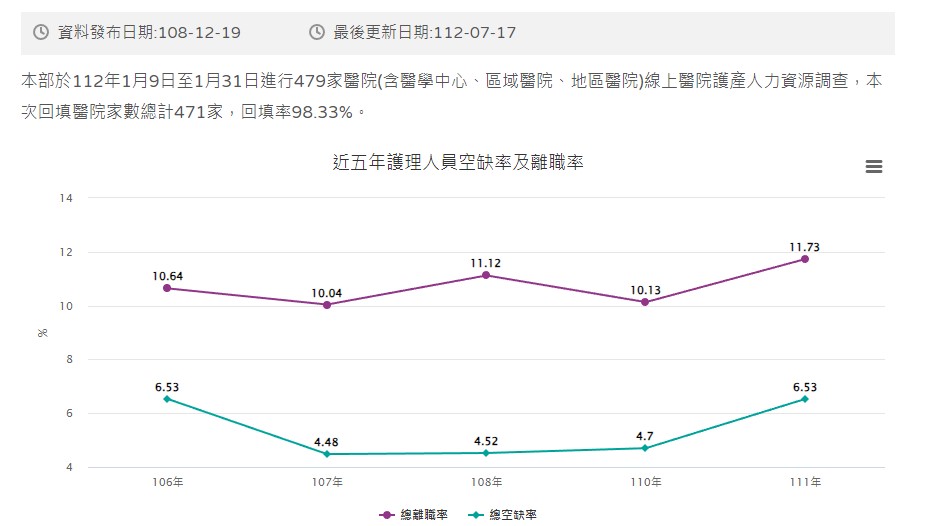 資料發布日期:108-12-19 最後更新日期:112-07-17
本部於112年1月9日至1月31日進行479家醫院(含醫學中心、區域醫院、地區醫院)線上醫院護產人力資源調查，本
次回填醫院家數總計471家，回填率98.33%。
近五年護理人員空缺率及離職率
14
12
10
8
6
4
%
10.64
10.04
11.12
10.13
11.73
6.53
4.48
4.52
4.7
6.53
106年 107年 108年 110年 111年
總離職率 總空缺率